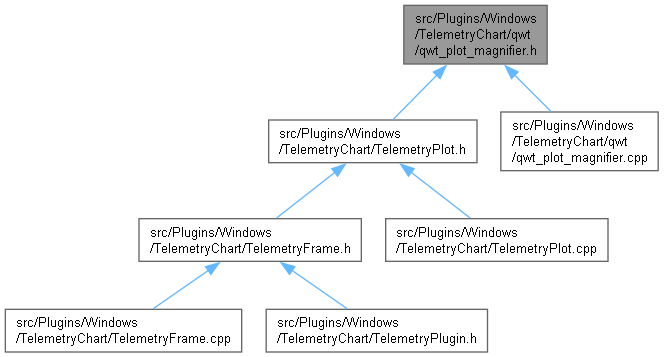 src/Plugins/Windows
/TelemetryChart/qwt
/qwt_plot_magnifier.h
src/Plugins/Windows
/TelemetryChart/TelemetryPlot.h
src/Plugins/Windows
/TelemetryChart/qwt
/qwt_plot_magnifier.cpp
src/Plugins/Windows
/TelemetryChart/TelemetryFrame.h
src/Plugins/Windows
/TelemetryChart/TelemetryPlot.cpp
src/Plugins/Windows
/TelemetryChart/TelemetryFrame.cpp
src/Plugins/Windows
/TelemetryChart/TelemetryPlugin.h